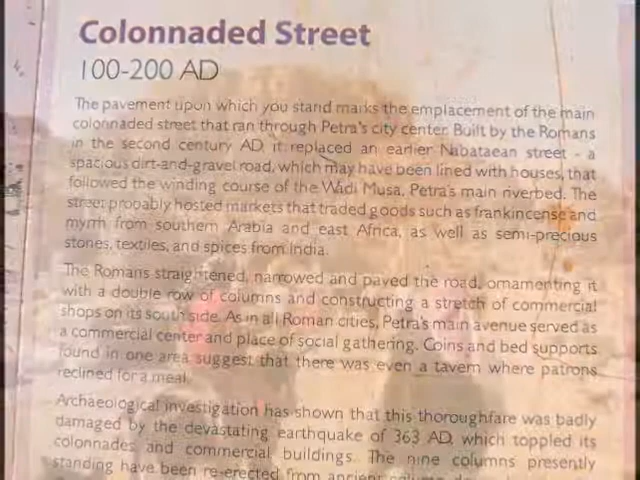 Colonnaded Street
100-200 AD
The pavement upon which you stand marks the emplacement of the main
colonnaded street that ran through Petra's city center. Built by the Romans
in the second century AD, it replaced an earlier Nabataean street - a
spacious dirt-and-gravel road, which may have been lined with houses, that
followed the winding course of the Wadi Musa, Petra's main riverbed. The
street probably hosted markets that traded goods such as frankincense and
myrrh from southern Arabia and east Africa, as well as semi-precious
stones, textiles, and spices from India.
The Romans straightened, narrowed and paved the road, ornamenting it
with a double row of columns and constructing a stretch of commercial
shops on its south side. As in all Roman cities, Petra's main avenue served as
a commercial center and place of social gathering. Coins and bed supports
found in one area suggest that there was even a tavern where patrons
reclined for a meal.
Archaeological investigation has shown that this thoroughfare was badly
damaged by the devastating earthquake of 363 AD, which toppled its
colonnades and commercial buildings. The nine columns presently
standing have been re-erected from ancient column